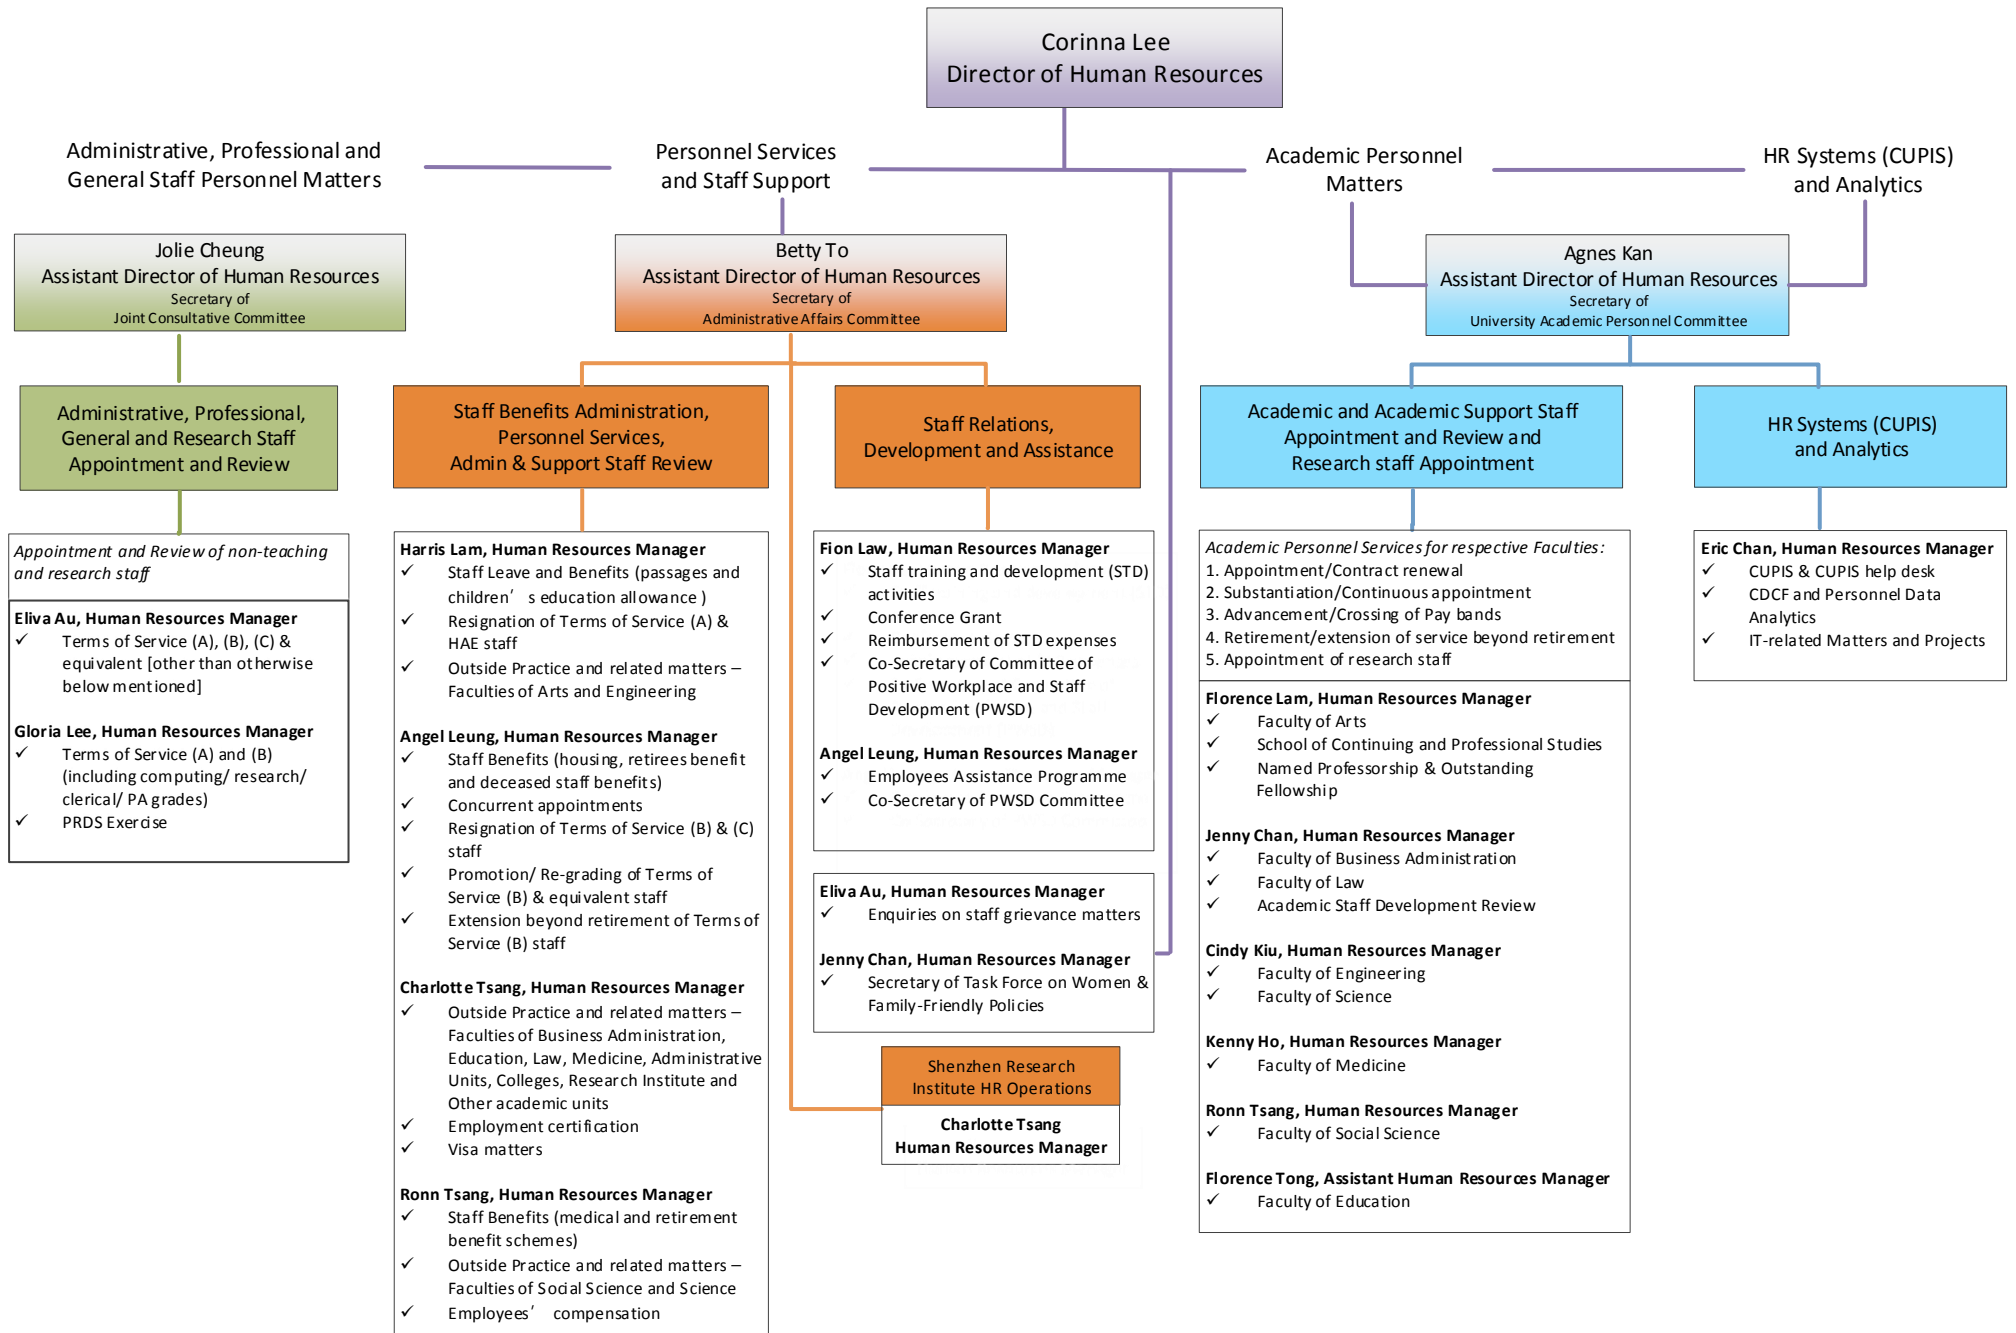 Corinna Lee
Director of Human Resources
Administrative, Professional and
General Staff Personnel Matters
Personnel Services
and Staff Support
Academic Personnel
Matters
HR Systems (CUPIS)
and Analytics
Jolie Cheung
Assistant Director of Human Resources
Secretary of
Joint Consultative Committee
Betty To
Assistant Director of Human Resources
Secretary of
Administrative Affairs Committee
Agnes Kan
Assistant Director of Human Resources
Secretary of
University Academic Personnel Committee
Administrative, Professional,
General and Research Staff
Appointment and Review
Staff Benefits Administration,
Personnel Services,
Admin & Support Staff Review
Staff Relations,
Development and Assistance
Academic and Academic Support Staff
Appointment and Review and
Research staff Appointment
HR Systems (CUPIS)
and Analytics
Appointment and Review of non-teaching
and research staff
Eliva Au, Human Resources Manager
✓ Terms of Service (A), (B), (C) &
equivalent [other than otherwise
below mentioned]
Gloria Lee, Human Resources Manager
✓ Terms of Service (A) and (B)
(including computing/ research/
clerical/ PA grades)
✓ PRDS Exercise
Harris Lam, Human Resources Manager
✓ Staff Leave and Benefits (passages and
children’s education allowance )
✓ Resignation of Terms of Service (A) &
HAE staff
✓ Outside Practice and related matters –
Faculties of Arts and Engineering
Angel Leung, Human Resources Manager
✓ Staff Benefits (housing, retirees benefit
and deceased staff benefits)
✓ Concurrent appointments
✓ Resignation of Terms of Service (B) & (C)
staff
✓ Promotion/ Re-grading of Terms of
Service (B) & equivalent staff
✓ Extension beyond retirement of Terms of
Service (B) staff
Charlotte Tsang, Human Resources Manager
✓ Outside Practice and related matters –
Faculties of Business Administration,
Education, Law, Medicine, Administrative
Units, Colleges, Research Institute and
Other academic units
✓ Employment certification
✓ Visa matters
Ronn Tsang, Human Resources Manager
✓ Staff Benefits (medical and retirement
benefit schemes)
✓ Outside Practice and related matters –
Faculties of Social Science and Science
✓ Employees’ compensation
Fion Law, Human Resources Manager
✓ Staff training and development (STD)
activities
✓ Conference Grant
✓ Reimbursement of STD expenses
✓ Co-Secretary of Committee of
Positive Workplace and Staff
Development (PWSD)
Angel Leung, Human Resources Manager
✓ Employees Assistance Programme
✓ Co-Secretary of PWSD Committee
Eliva Au, Human Resources Manager
✓ Enquiries on staff grievance matters
Jenny Chan, Human Resources Manager
✓ Secretary of Task Force on Women &
Family-Friendly Policies
Shenzhen Research
Institute HR Operations
Charlotte Tsang
Human Resources Manager
Academic Personnel Services for respective Faculties:
1. Appointment/Contract renewal
2. Substantiation/Continuous appointment
3. Advancement/Crossing of Pay bands
4. Retirement/extension of service beyond retirement
5. Appointment of research staff
Florence Lam, Human Resources Manager
✓ Faculty of Arts
✓ School of Continuing and Professional Studies
✓ Named Professorship & Outstanding
Fellowship
Jenny Chan, Human Resources Manager
✓ Faculty of Business Administration
✓ Faculty of Law
✓ Academic Staff Development Review
Cindy Kiu, Human Resources Manager
✓ Faculty of Engineering
✓ Faculty of Science
Kenny Ho, Human Resources Manager
✓ Faculty of Medicine
Ronn Tsang, Human Resources Manager
✓ Faculty of Social Science
Florence Tong, Assistant Human Resources Manager
✓ Faculty of Education
Eric Chan, Human Resources Manager
✓ CUPIS & CUPIS help desk
✓ CDCF and Personnel Data
Analytics
✓ IT-related Matters and Projects